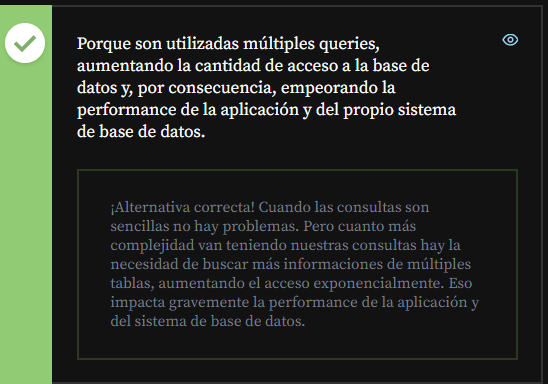 Porque son utilizadas múltiples queries,
aumentando la cantidad de acceso a la base de
datos y, por consecuencia, empeorando la
performance de la aplicación y del propio sistema
de base de datos.
¡Alternativa correcta! Cuando las consultas son
sencillas no hay problemas. Pero cuanto más
complejidad van teniendo nuestras consultas hay la
necesidad de buscar más informaciones de múltiples
tablas, aumentando el acceso exponencialmente. Eso
impacta gravemente la performance de la aplicación y
del sistema de base de datos.